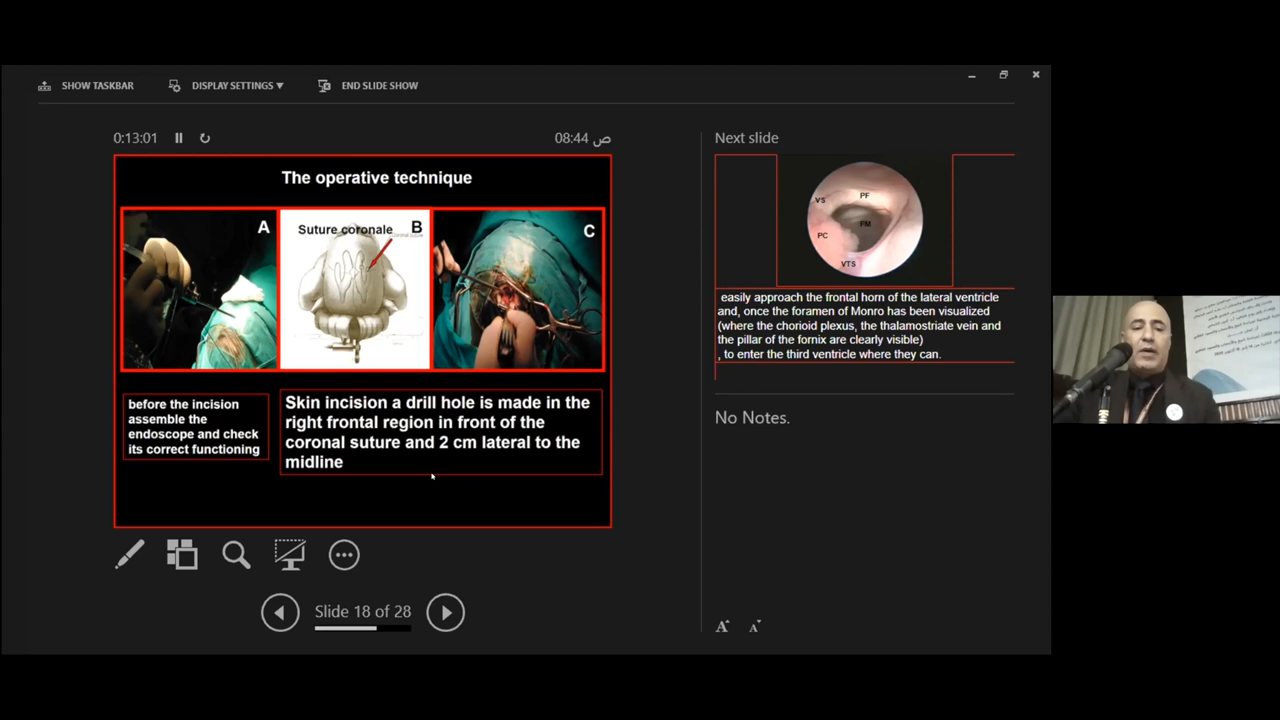 SHOW TASKBAR
DISPLAY SETTINGS ▼
END SLIDE SHOW
0:13:01
08:44 ص
The operative technique
A
Suture coronale
B
C
before the incision
assemble the
endoscope and check
its correct functioning
Skin incision a drill hole is made in the
right frontal region in front of the
coronal suture and 2 cm lateral to the
midline
Slide 18 of 28
Next slide
VS
PF
FM
PC
VTS
easily approach the frontal horn of the lateral ventricle
and, once the foramen of Monro has been visualized
(where the chorioid plexus, the thalamostriate vein and
the pillar of the fornix are clearly visible)
, to enter the third ventricle where they can.
No Notes.
A
A